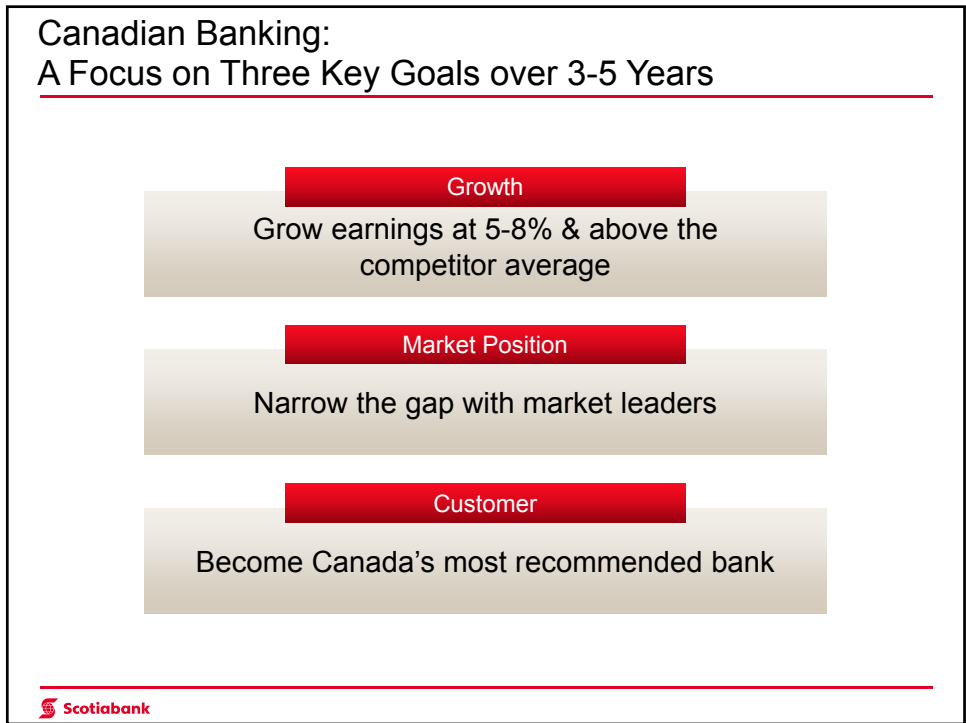 Canadian Banking:
A Focus on Three Key Goals over 3-5 Years
Growth
Grow earnings at 5-8% & above the
competitor average
Market Position
Narrow the gap with market leaders
Customer
Become Canada’s most recommended bank
Scotiabank